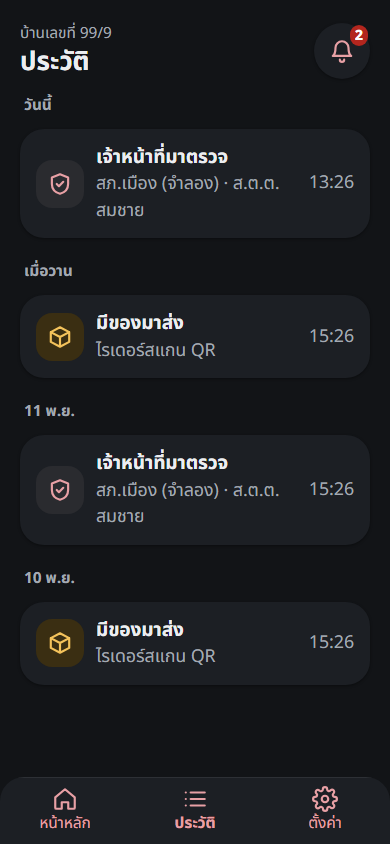 บ้านเลขที่ 99/9
ประวัติ
2
วันนี้
เจ้าหน้าที่มาตรวจ
สภ.เมือง (จำลอง) · ส.ต.ต.
สมชาย
13:26
เมื่อวาน
มีของมาส่ง
ไรเดอร์สแกน QR
15:26
11 พ.ย.
เจ้าหน้าที่มาตรวจ
สภ.เมือง (จำลอง) · ส.ต.ต.
สมชาย
15:26
10 พ.ย.
มีของมาส่ง
ไรเดอร์สแกน QR
15:26
หน้าหลัก
ประวัติ
ตั้งค่า